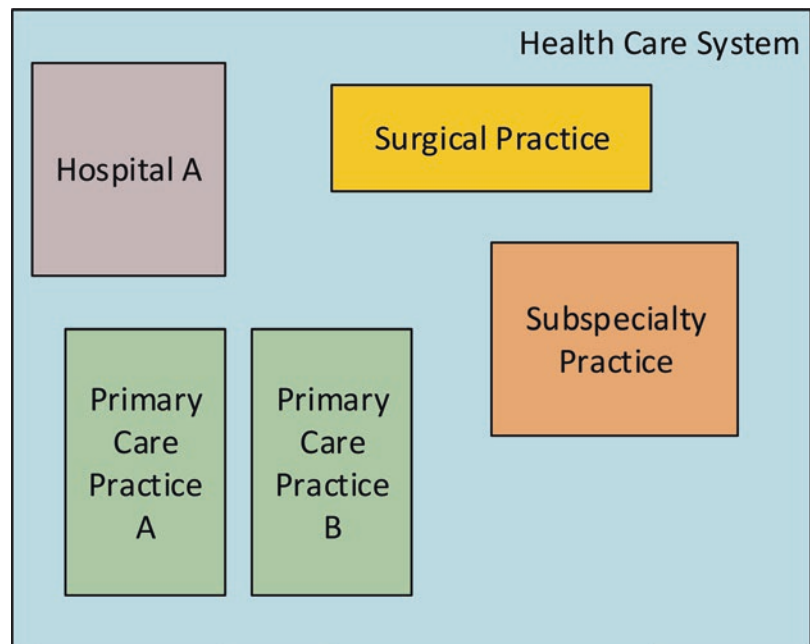 Health Care System
Hospital A
Surgical Practice
Subspecialty
Practice
Primary
Care
Practice
A
Primary
Care
Practice
B